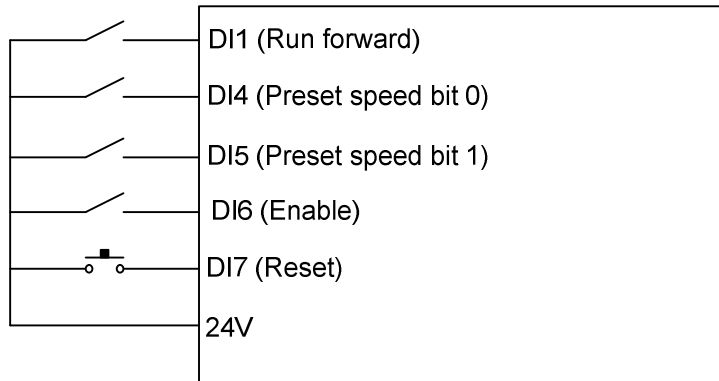 DI1 (Run forward)
DI4 (Preset speed bit 0)
DI5 (Preset speed bit 1)
DI6 (Enable)
DI7 (Reset)
24V